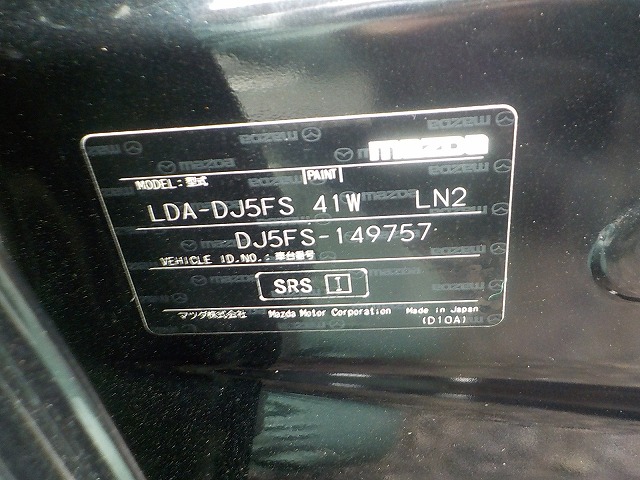 mazda
MODEL:型式 PAINT
LDA-DJ5FS 41W LN2
DJ5FS-149757
VEHICLE ID.NO.:車台番号
SRS I
マツダ株式会社 Mazda Motor Corporation Made in Japan
(D10A)